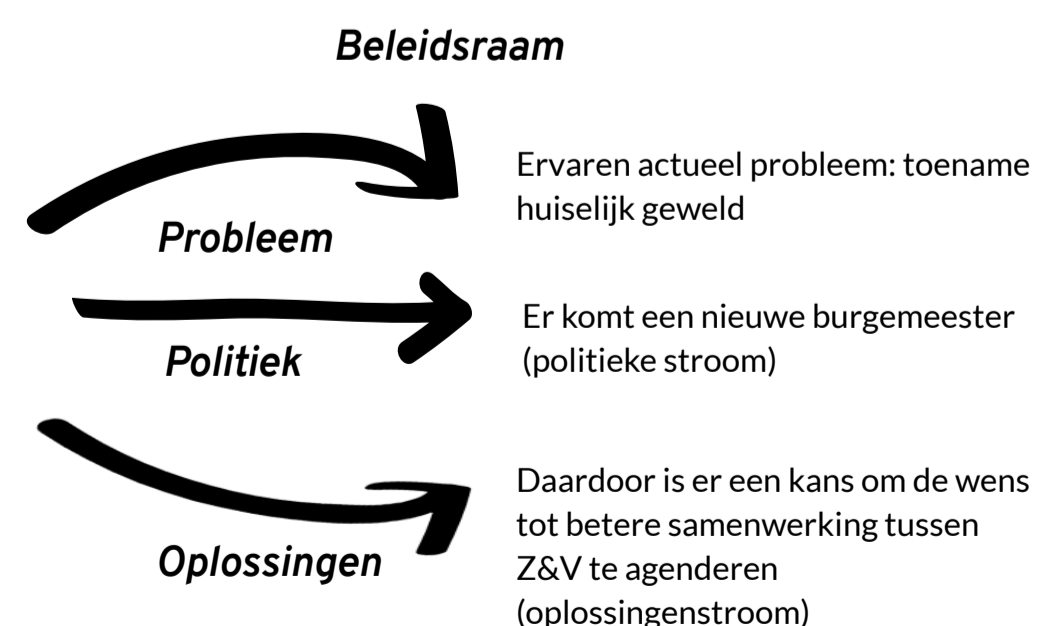 Beleidsraam
Ervaren actueel probleem: toename
huiselijk geweld
Probleem
Er komt een nieuwe burgemeester
(politieke stroom)
Politiek
Daardoor is er een kans om de wens
tot betere samenwerking tussen
Z&V te agenderen
(oplossingenstroom)
Oplossingen